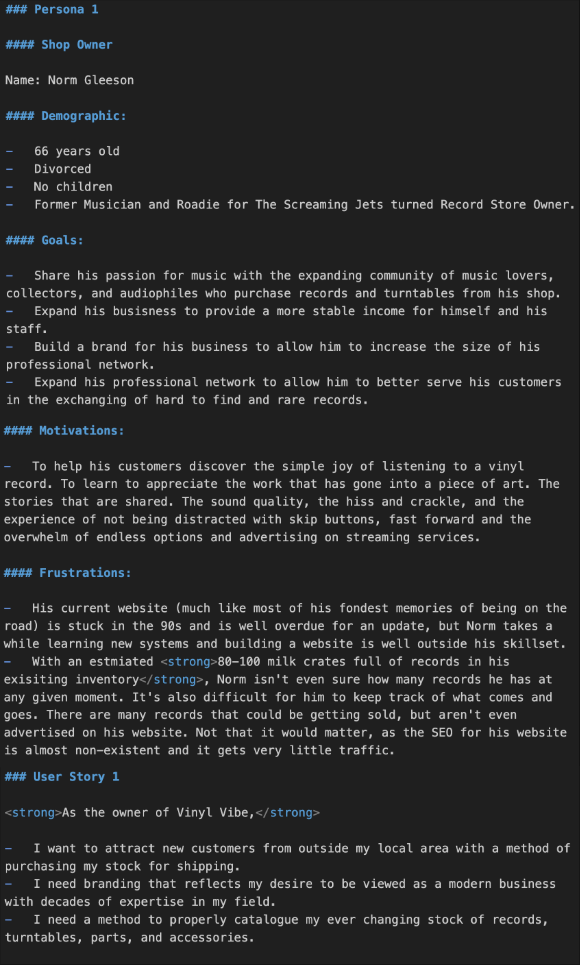 ### Persona 1
#### Shop Owner
Name: Norm Gleeson
#### Demographic:
-   66 years old
-   Divorced
-   No children
-   Former Musician and Roadie for The Screaming Jets turned Record Store Owner.
#### Goals:
-   Share his passion for music with the expanding community of music lovers,
collectors, and audiophiles who purchase records and turntables from his shop.
-   Expand his busisness to provide a more stable income for himself and his
staff.
-   Build a brand for his business to allow him to increase the size of his
professional network.
-   Expand his professional network to allow him to better serve his customers
in the exchanging of hard to find and rare records.
#### Motivations:
-   To help his customers discover the simple joy of listening to a vinyl
record. To learn to appreciate the work that has gone into a piece of art. The
stories that are shared. The sound quality, the hiss and crackle, and the
experience of not being distracted with skip buttons, fast forward and the
overwhelm of endless options and advertising on streaming services.
#### Frustrations:
-   His current website (much like most of his fondest memories of being on the
road) is stuck in the 90s and is well overdue for an update, but Norm takes a
while learning new systems and building a website is well outside his skillset.
-   With an estmiated <strong>80-100 milk crates full of records in his
exisiting inventory</strong>, Norm isn't even sure how many records he has at
any given moment. It's also difficult for him to keep track of what comes and
goes. There are many records that could be getting sold, but aren't even
advertised on his website. Not that it would matter, as the SEO for his website
is almost non-existent and it gets very little traffic.
### User Story 1
<strong>As the owner of Vinyl Vibe,</strong>
-   I want to attract new customers from outside my local area with a method of
purchasing my stock for shipping.
-   I need branding that reflects my desire to be viewed as a modern business
with decades of expertise in my field.
-   I need a method to properly catalogue my ever changing stock of records,
turntables, parts, and accessories.